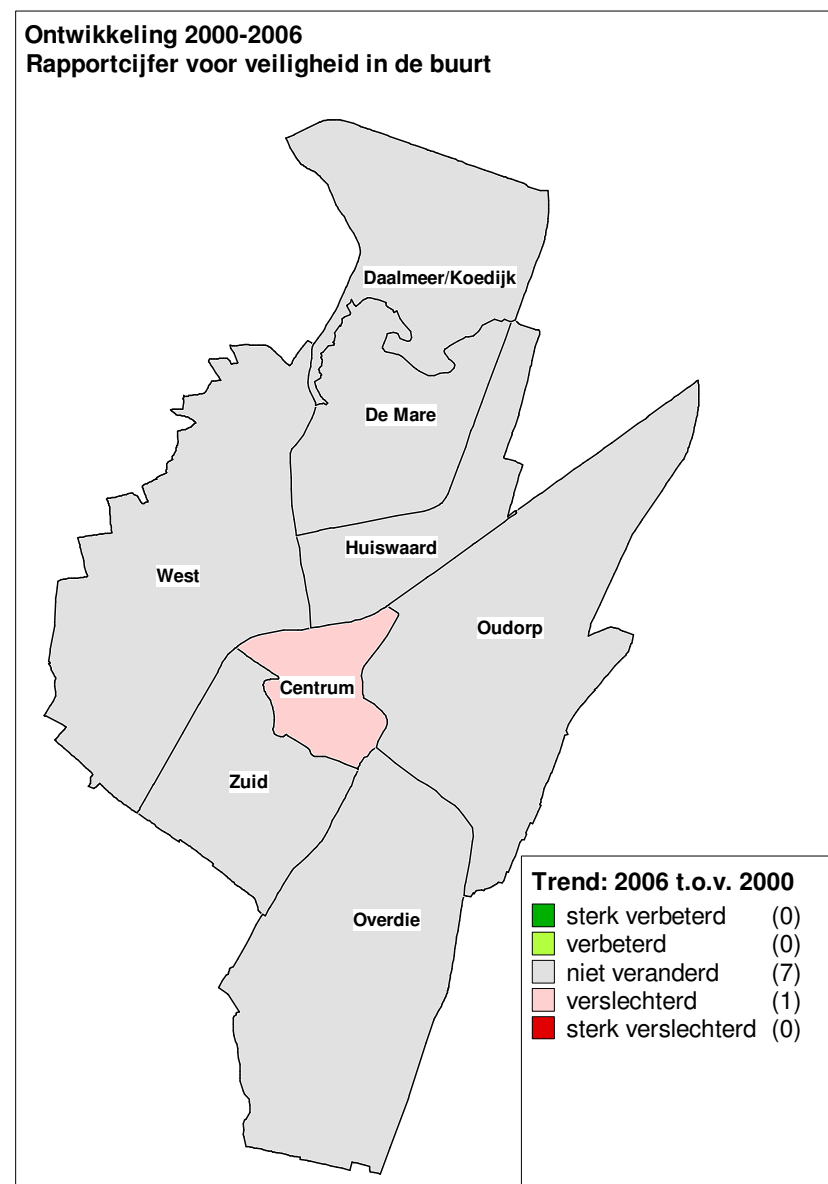 Ontwikkeling 2000-2006
Rapportcijfer voor veiligheid in de buurt
Daalmeer/Koedijk
De Mare
Huiswaard
West
Oudorp
Centrum
Zuid
Overdie
Trend: 2006 t.o.v. 2000
sterk verbeterd (0)
verbeterd (0)
niet veranderd (7)
verslechterd (1)
sterk verslechterd (0)